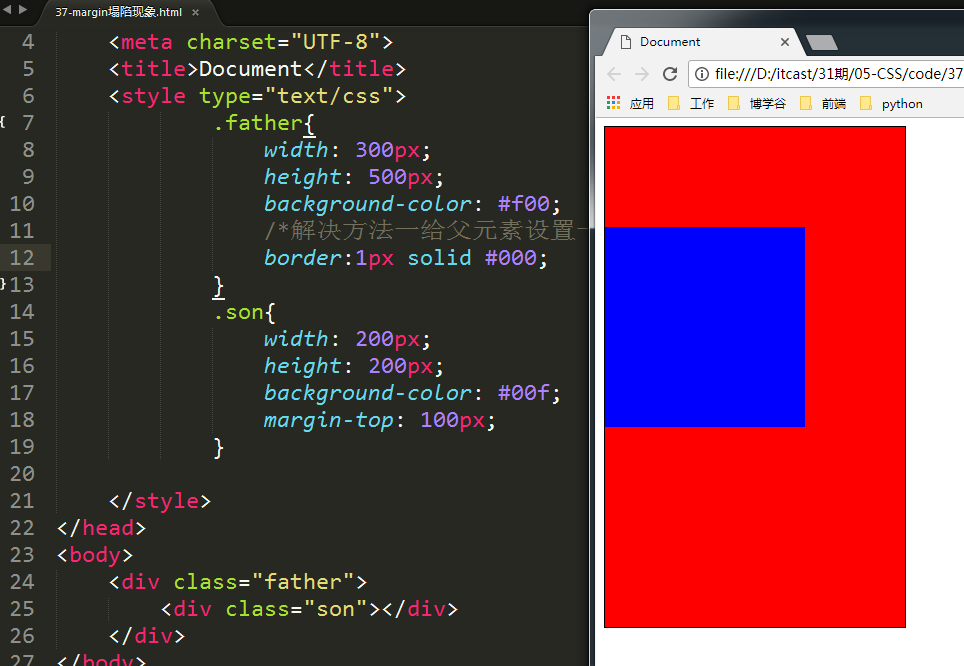 37-margin塌陷现象.html ×
4 <meta charset="UTF-8">
5 <title>Document</title>
6 <style type="text/css">
7 .father{
8 width: 300px;
9 height: 500px;
10 background-color: #f00;
11 /*解决方法一给父元素设置一
12 border:1px solid #000;
13 }
14 .son{
15 width: 200px;
16 height: 200px;
17 background-color: #00f;
18 margin-top: 100px;
19 }
20
21 </style>
22 </head>
23 <body>
24 <div class="father">
25 <div class="son"></div>
26 </div>
27 </body>
Document ×
file:///D:/itcast/31期/05-CSS/code/37
应用 工作 博学谷 前端 python